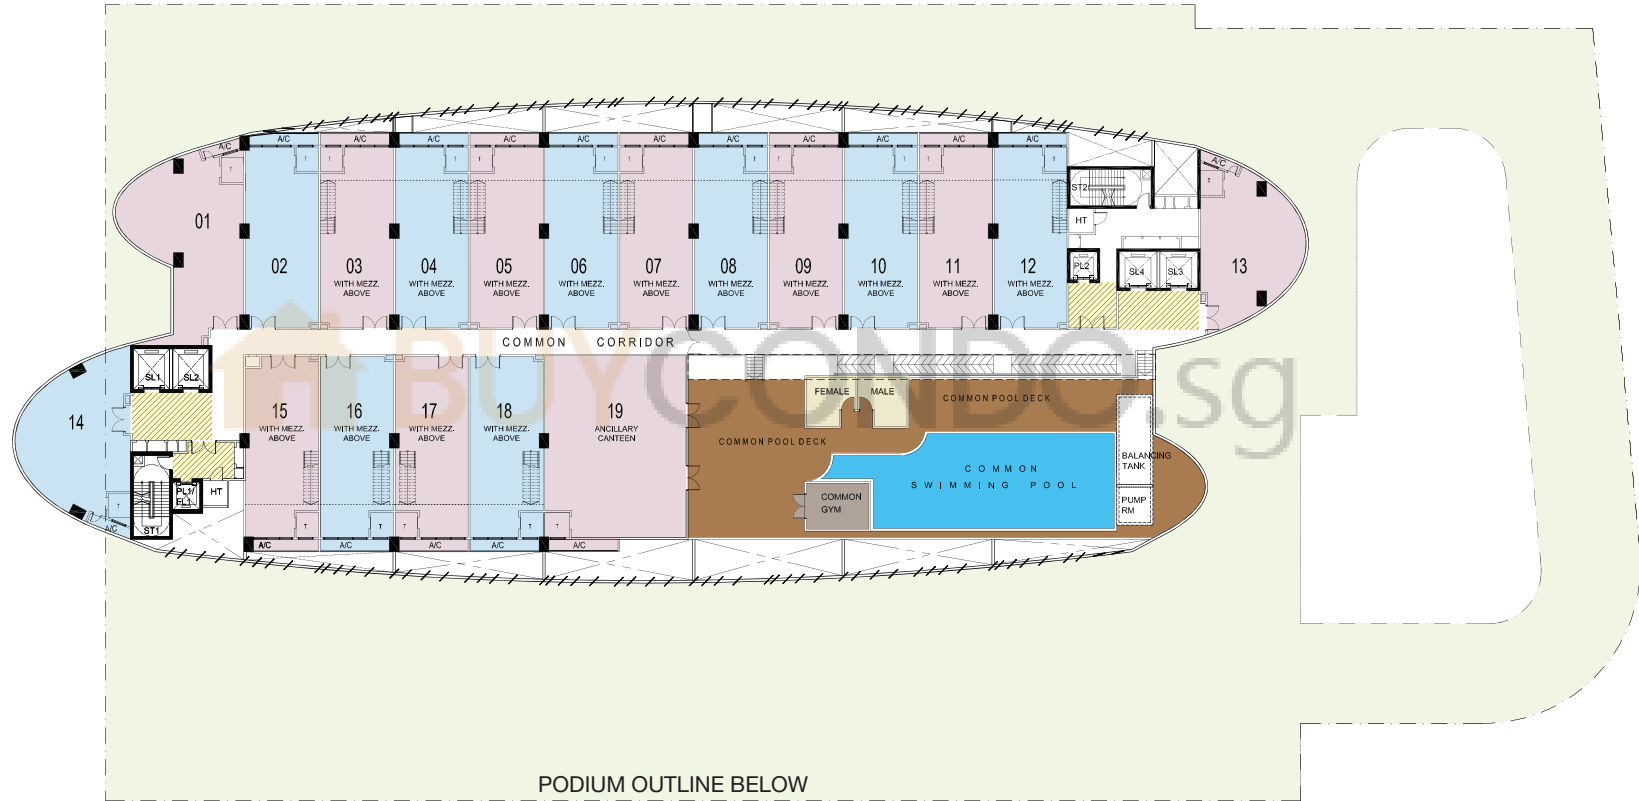 A/C
A/C
A/C
A/C
A/C
A/C
A/C
A/C
A/C
A/C
A/C
A/C
A/C
T
T
T
T
T
T
T
T
T
T
T
T
T
ST2
HT
PL2
SL4
SL3
01
02
03
WITH MEZZ.
ABOVE
04
WITH MEZZ.
ABOVE
05
WITH MEZZ.
ABOVE
06
WITH MEZZ.
ABOVE
07
WITH MEZZ.
ABOVE
08
WITH MEZZ.
ABOVE
09
WITH MEZZ.
ABOVE
10
WITH MEZZ.
ABOVE
11
WITH MEZZ.
ABOVE
12
WITH MEZZ.
ABOVE
13
COMMON CORRIDOR
BUYCONDO.sg
SL1
SL2
14
15
WITH MEZZ.
ABOVE
16
WITH MEZZ.
ABOVE
17
WITH MEZZ.
ABOVE
18
WITH MEZZ.
ABOVE
19
ANCILLARY
CANTEEN
FEMALE
MALE
COMMON POOL DECK
COMMON POOL DECK
COMMON
SWIMMING POOL
BALANCING
TANK
PUMP
RM
COMMON
GYM
PL1/
FL1
HT
ST1
T
T
T
T
T
T
A/C
A/C
A/C
A/C
A/C
A/C
PODIUM OUTLINE BELOW